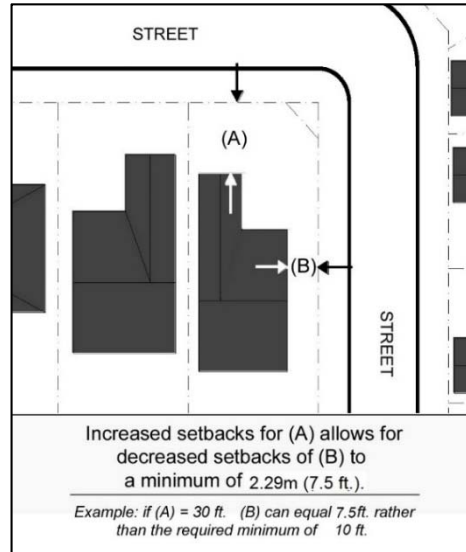 STREET
(A)
(B)
STREET
Increased setbacks for (A) allows for
decreased setbacks of (B) to
a minimum of 2.29m (7.5 ft.).
Example: if (A) = 30 ft. (B) can equal 7.5ft. rather
than the required minimum of 10 ft.